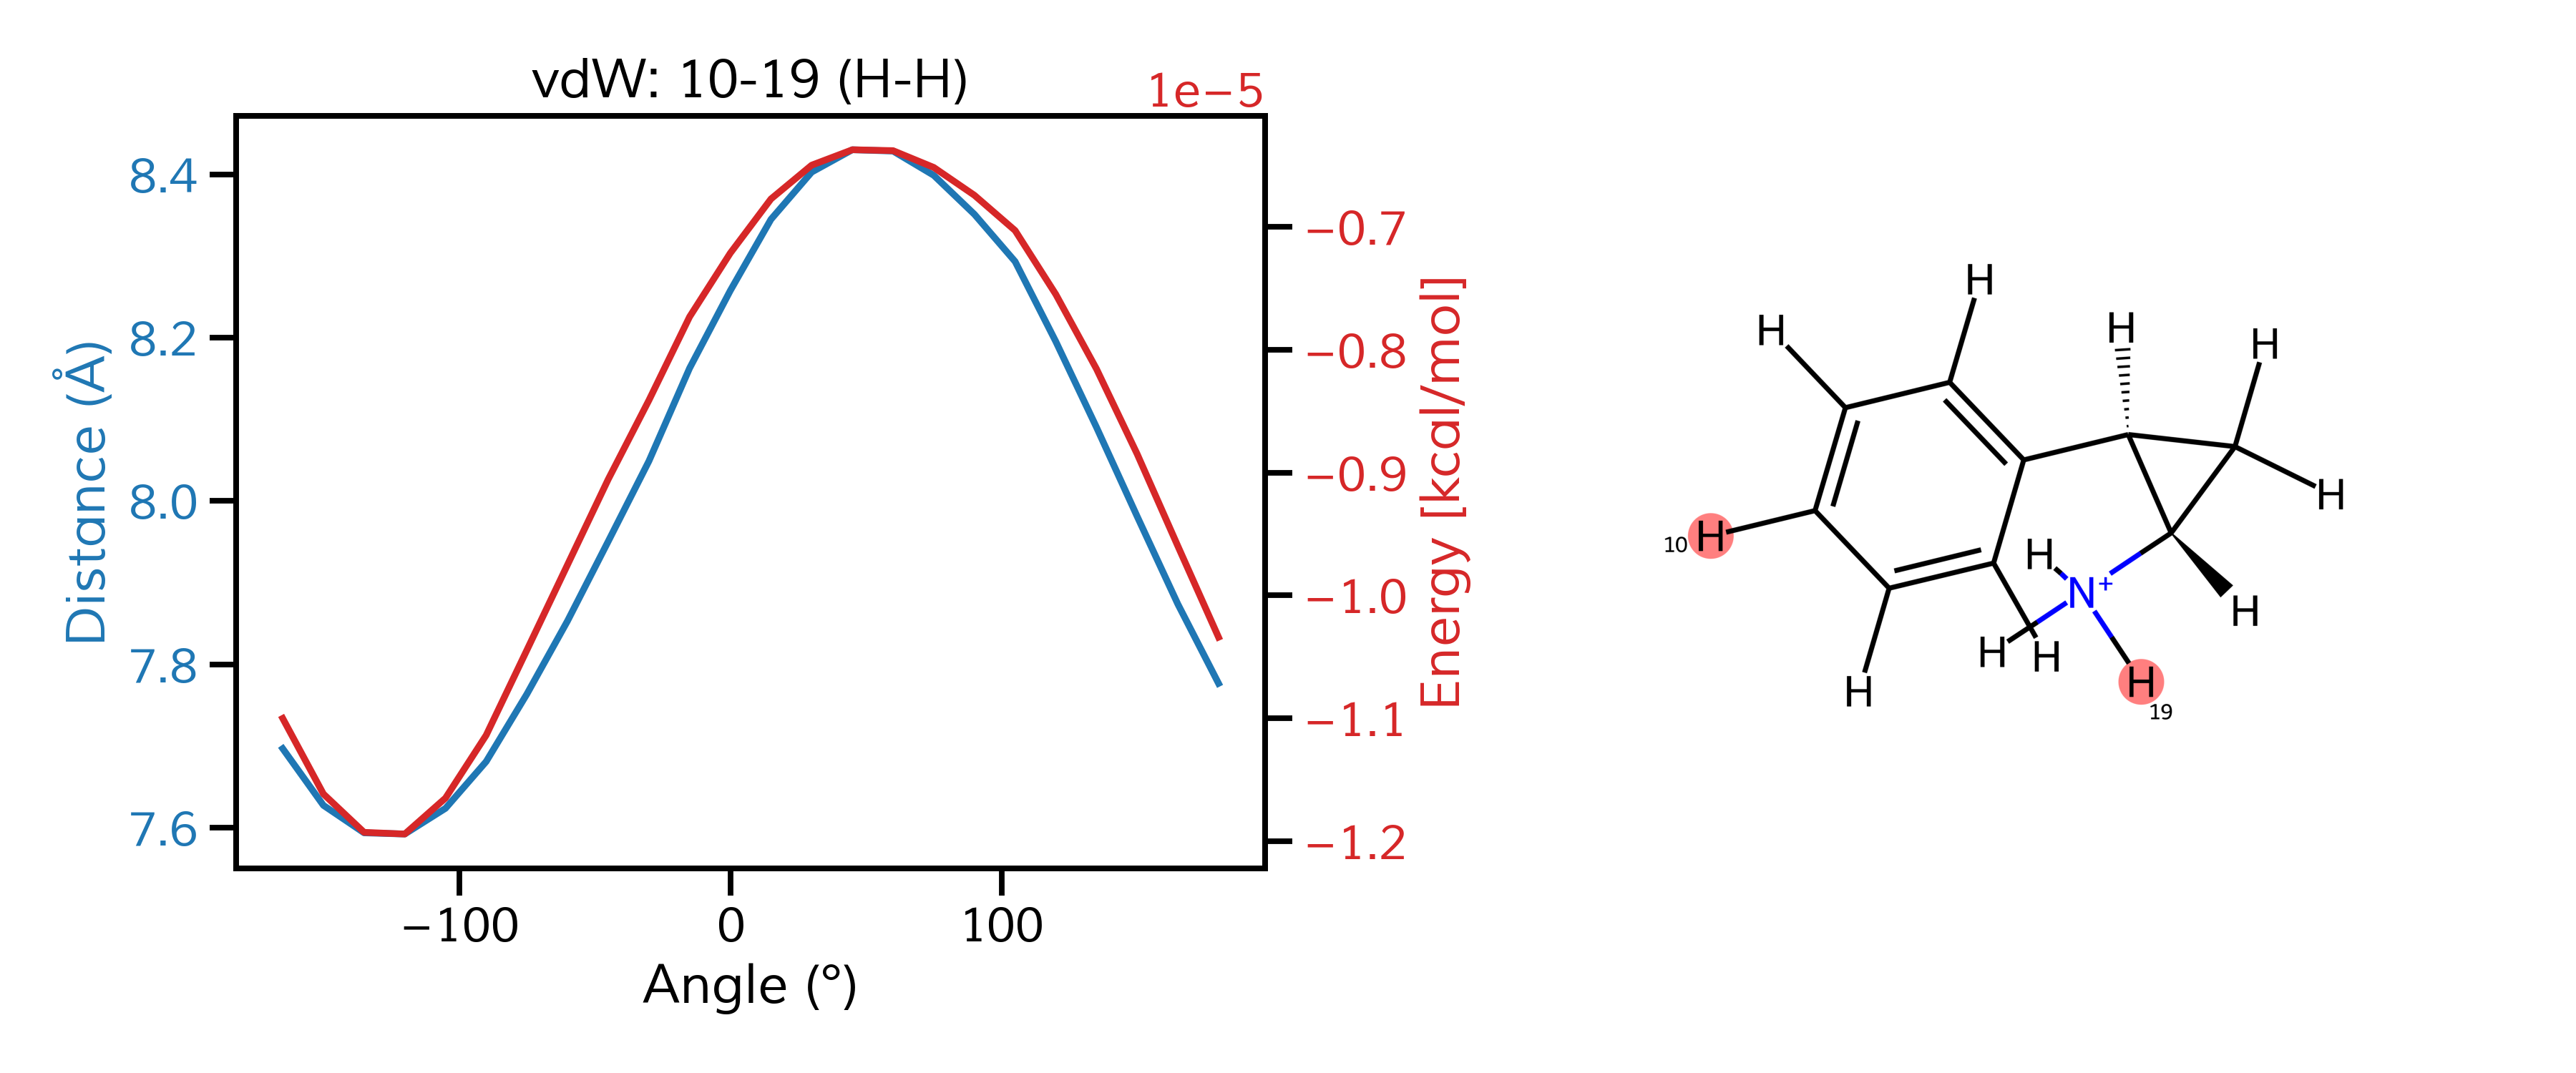 vdW: 10-19 (H-H)
1e−5
8.4
8.2
8.0
7.8
7.6
Distance (Å)
−100
0
100
Angle (°)
−0.7
−0.8
−0.9
−1.0
−1.1
−1.2
Energy [kcal/mol]
H
H
H
H
H
10 H
H
N+
H
H
H
H
H
19
H